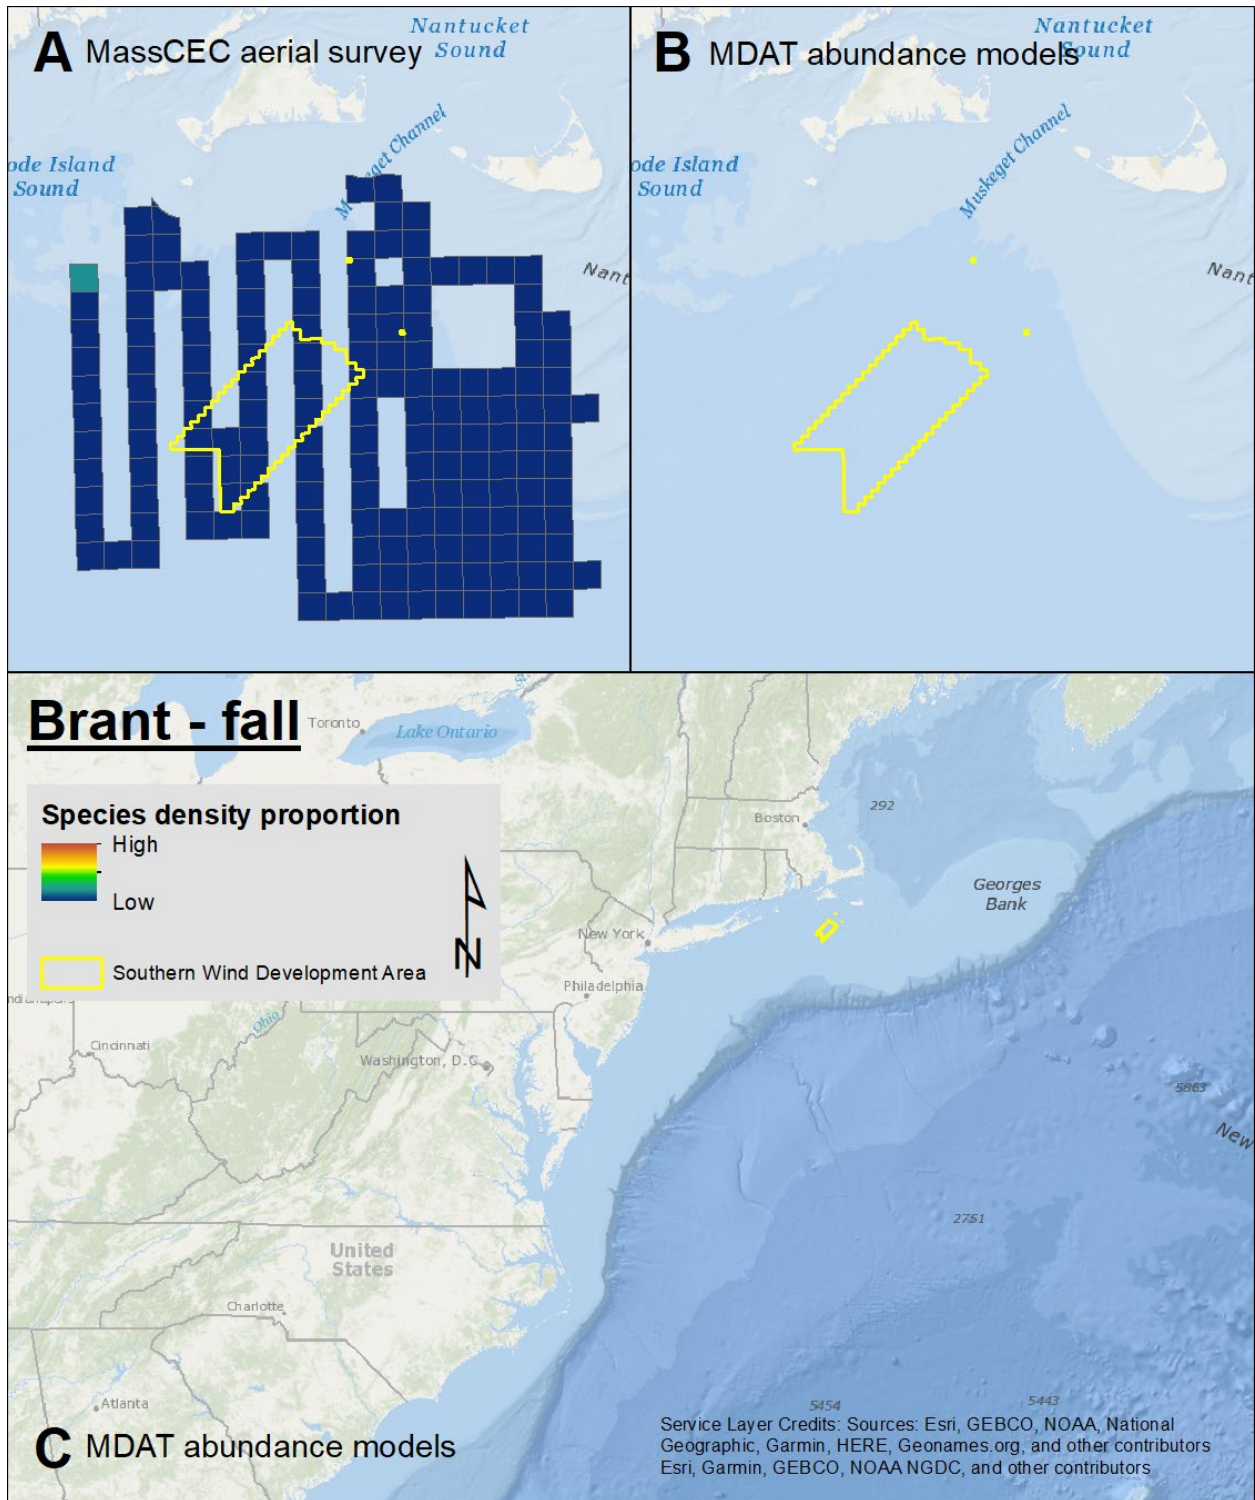 A MassCEC aerial survey
Nantucket
Sound
ode Island
Sound
get Channel
Nant
B MDAT abundance models
Nantucket
Sound
ode Island
Sound
Muskeget Channel
Nant
Brant - fall
Toronto
Lake Ontario
Species density proportion
High
Low
N
Southern Wind Development Area
Boston
292
Georges
Bank
New York
Philadelphia
Ohio
Cincinnati
Washington, D.C.
5863
New
2751
United
States
Charlotte
Atlanta
5454
5443
C MDAT abundance models
Service Layer Credits: Sources: Esri, GEBCO, NOAA, National
Geographic, Garmin, HERE, Geonames.org, and other contributors
Esri, Garmin, GEBCO, NOAA NGDC, and other contributors